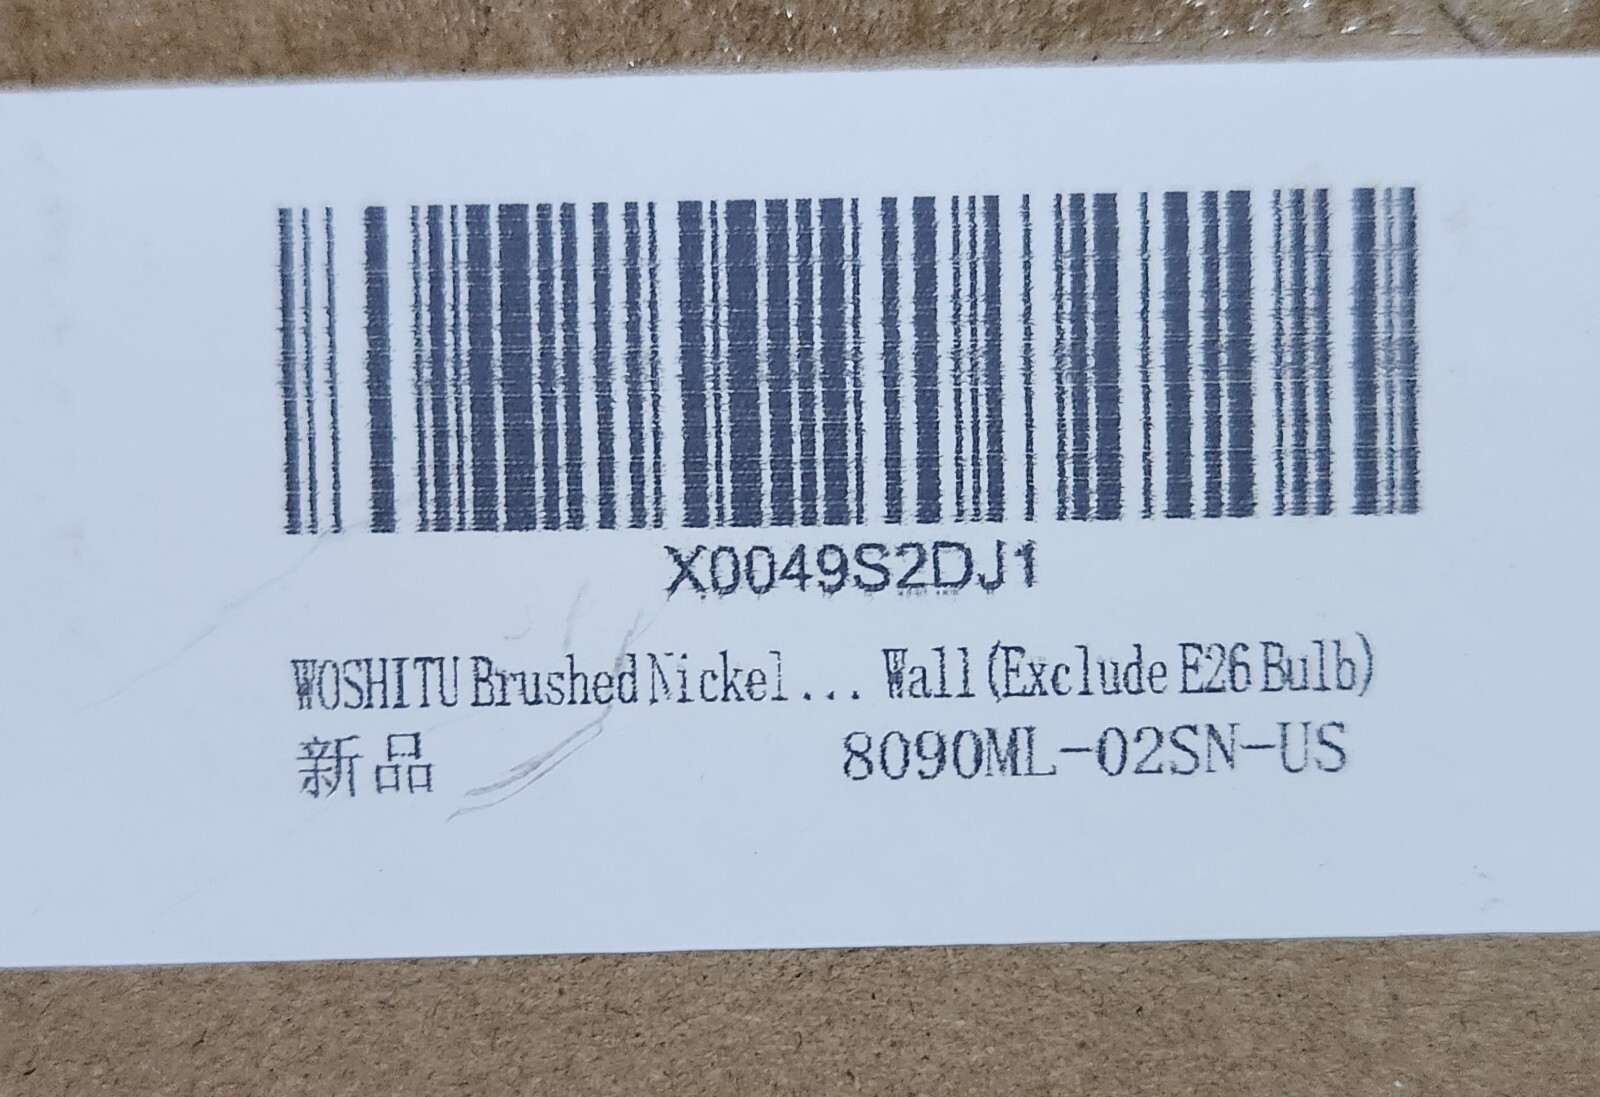 X0049S2DJ1
WOSHITU Brushed Nickel... Wall (Exclude E26 Bulb)
新品 8090ML-02SN-US